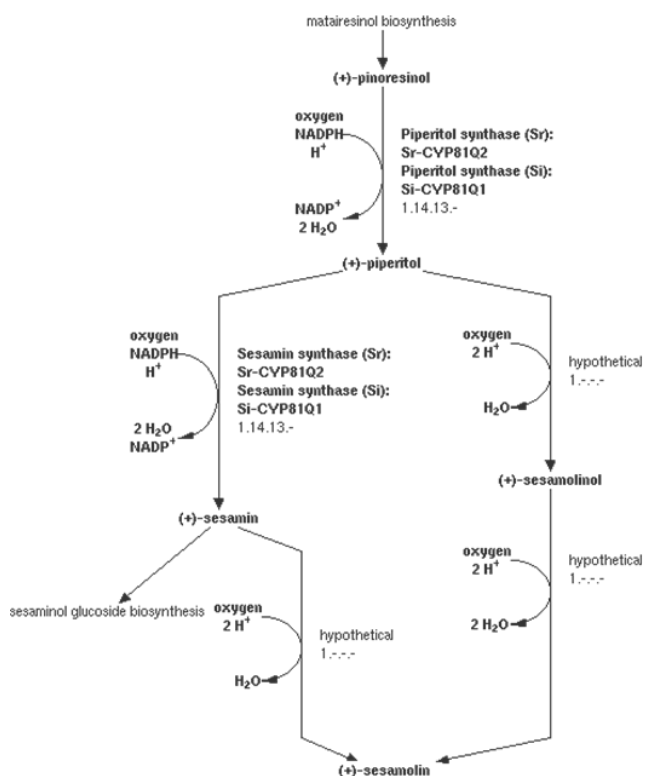 matairesinol biosynthesis
(+)-pinoresinol
oxygen
NADPH
H+
NADP+
2 H2O
Piperitol synthase (Sr):
Sr-CYP81Q2
Piperitol synthase (Si):
Si-CYP81Q1
1.14.13.-
(+)-piperitol
oxygen
NADPH
H+
2 H2O
NADP+
Sesamin synthase (Sr):
Sr-CYP81Q2
Sesamin synthase (Si):
Si-CYP81Q1
1.14.13.-
oxygen
2 H+
H2O
hypothetical
1.-.-.-
(+)-sesamolinol
(+)-sesamin
oxygen
2 H+
2 H2O
hypothetical
1.-.-.-
sesaminol glucoside biosynthesis
oxygen
2 H+
H2O
hypothetical
1.-.-.-
(+)-sesamolin